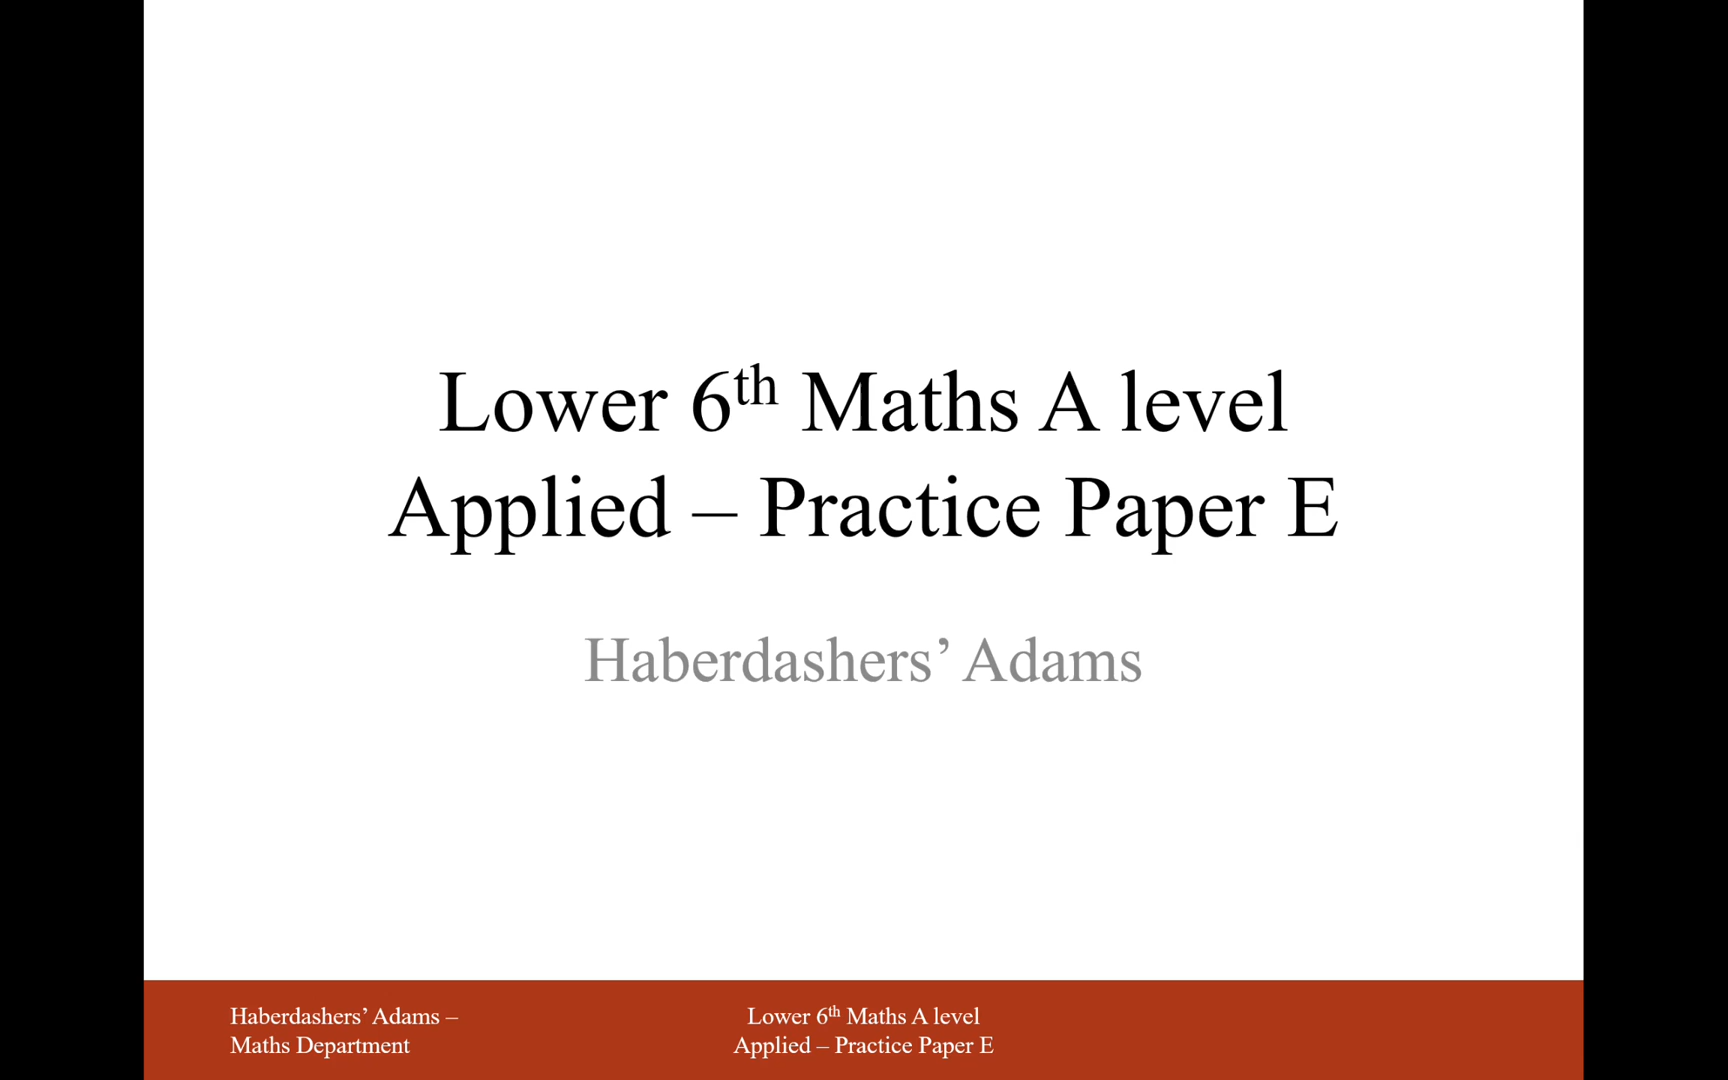 Lower 6th Maths A level
Applied – Practice Paper E
Haberdashers’ Adams
Haberdashers’ Adams –
Maths Department
Lower 6th Maths A level
Applied – Practice Paper E